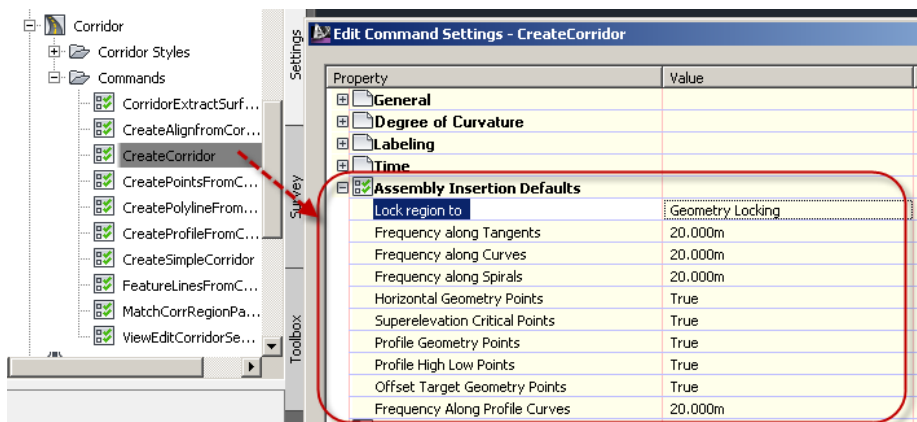 Corridor
Corridor Styles
Commands
CorridorExtractSurf...
CreateAlignfromCor...
CreateCorridor
CreatePointsFromC...
CreatePolylineFrom...
CreateProfileFromC...
CreateSimpleCorridor
FeatureLinesFromC...
MatchCorrRegionPa...
ViewEditCorridorSe...
Settings
Survey
Toolbox
Edit Command Settings - CreateCorridor
Property Value
General
Degree of Curvature
Labeling
Time
Assembly Insertion Defaults
Lock region to Geometry Locking
Frequency along Tangents 20.000m
Frequency along Curves 20.000m
Frequency along Spirals 20.000m
Horizontal Geometry Points True
Superelevation Critical Points True
Profile Geometry Points True
Profile High Low Points True
Offset Target Geometry Points True
Frequency Along Profile Curves 20.000m